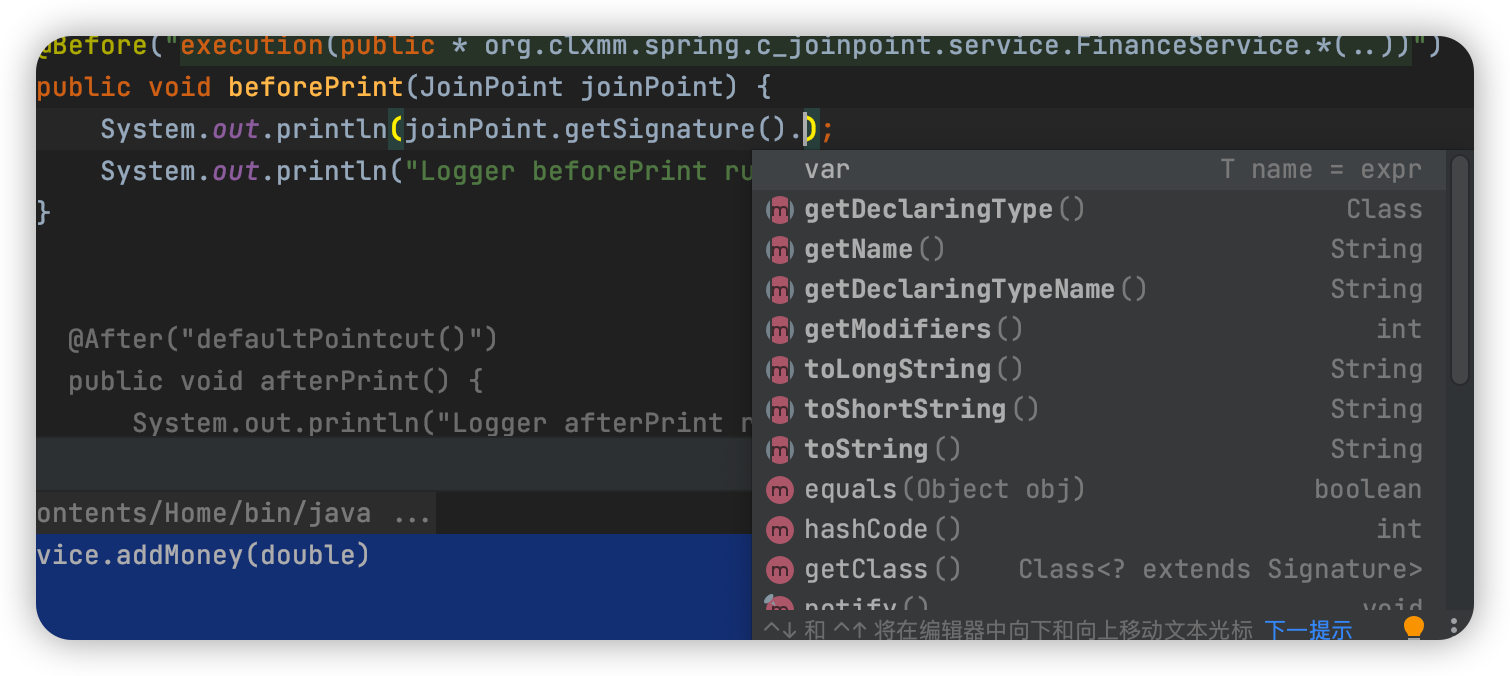 @Before("execution(public * org.clxmm.spring.c_joinpoint.service.FinanceService.*(..))")
public void beforePrint(JoinPoint joinPoint) {
System.out.println(joinPoint.getSignature().);
System.out.println("Logger beforePrint ru
}
@After("defaultPointcut()")
public void afterPrint() {
System.out.println("Logger afterPrint r
ontents/Home/bin/java ...
vice.addMoney(double)
var T name = expr
getDeclaringType() Class
getName() String
getDeclaringTypeName() String
getModifiers() int
toLongString() String
toShortString() String
toString() String
equals(Object obj) boolean
hashCode() int
getClass() Class<? extends Signature>
notify() void
^↓ 和 ^↑ 将在编辑器中向下和向上移动文本光标 下一提示